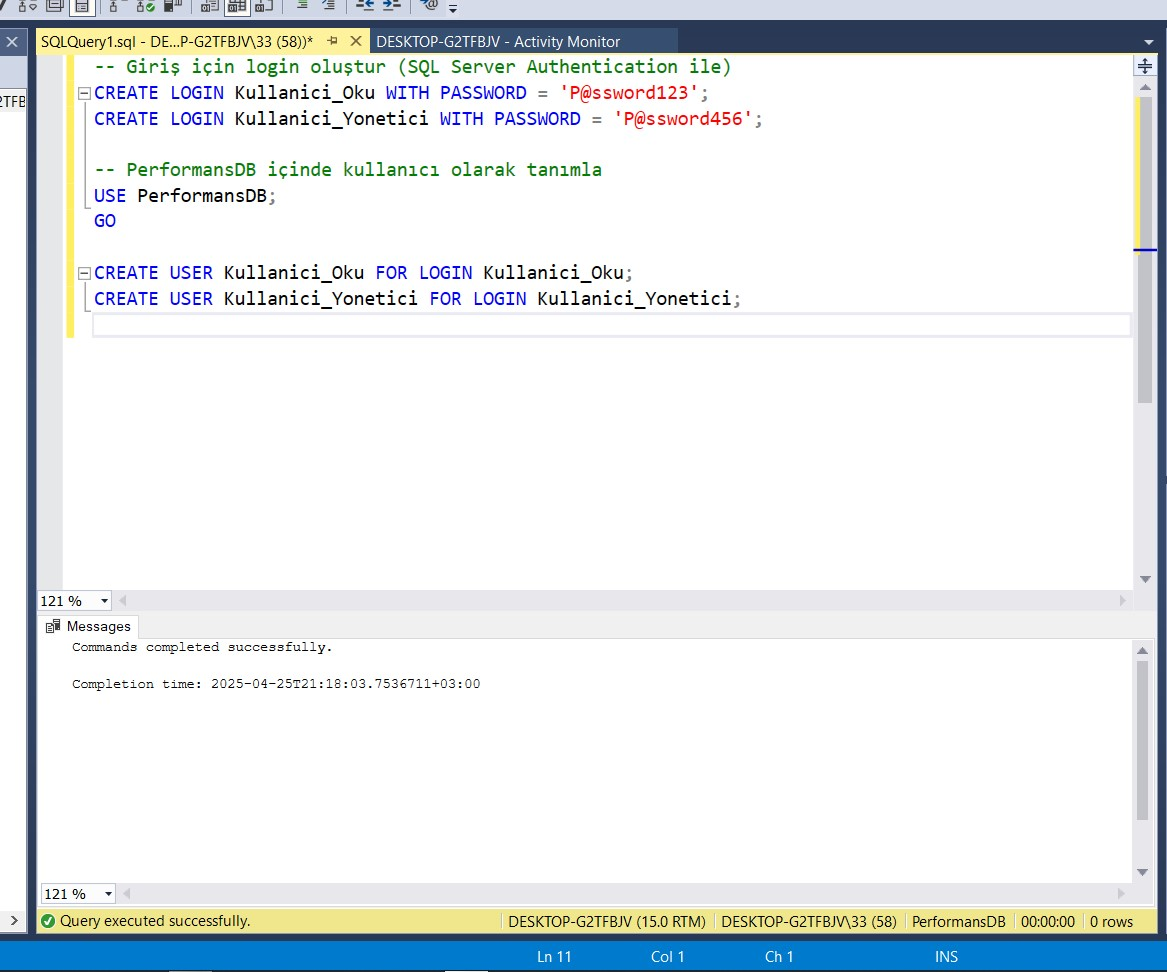 SQLQuery1.sql - DE...P-G2TFBJV\33 (58))*
DESKTOP-G2TFBJV - Activity Monitor
-- Giriş için login oluştur (SQL Server Authentication ile)
CREATE LOGIN Kullanici_Oku WITH PASSWORD = 'P@ssword123';
CREATE LOGIN Kullanici_Yonetici WITH PASSWORD = 'P@ssword456';
-- PerformansDB içinde kullanıcı olarak tanımla
USE PerformansDB;
GO
CREATE USER Kullanici_Oku FOR LOGIN Kullanici_Oku;
CREATE USER Kullanici_Yonetici FOR LOGIN Kullanici_Yonetici;
121 %
Messages
Commands completed successfully.
Completion time: 2025-04-25T21:18:03.7536711+03:00
121 %
Query executed successfully.
DESKTOP-G2TFBJV (15.0 RTM)
DESKTOP-G2TFBJV\33 (58)
PerformansDB
00:00:00
0 rows
Ln 11
Col 1
Ch 1
INS